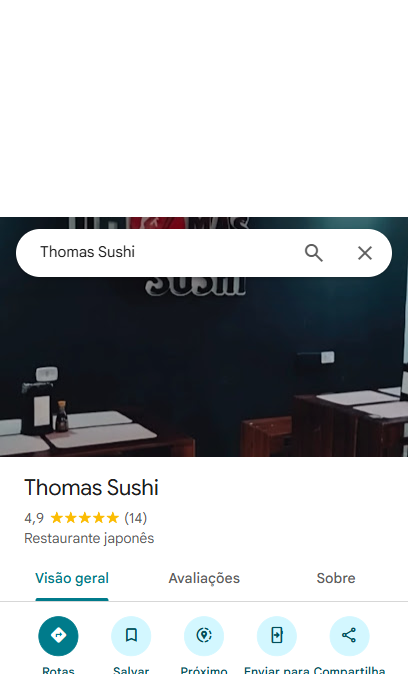 Thomas Sushi
SUSHI
Thomas Sushi
4,9 (14)
Restaurante japonês
Visão geral
Avaliações
Sobre
Rotas
Salvar
Próximo
Enviar para
Compartilha